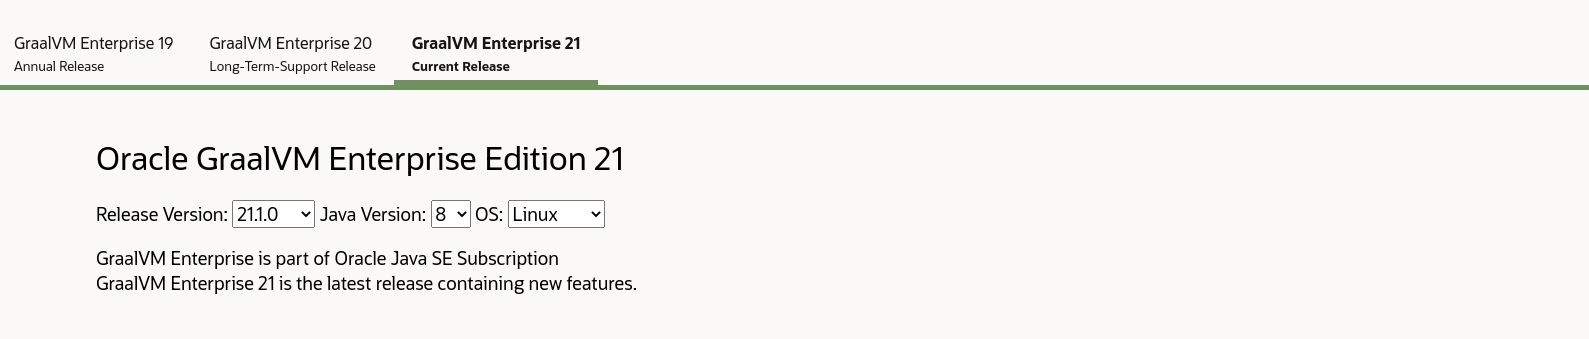 GraalVM Enterprise 19 GraalVM Enterprise 20 GraalVM Enterprise 21
Annual Release Long-Term-Support Release Current Release
Oracle GraalVM Enterprise Edition 21
Release Version: 21.1.0 Java Version: 8 OS: Linux
GraalVM Enterprise is part of Oracle Java SE Subscription
GraalVM Enterprise 21 is the latest release containing new features.